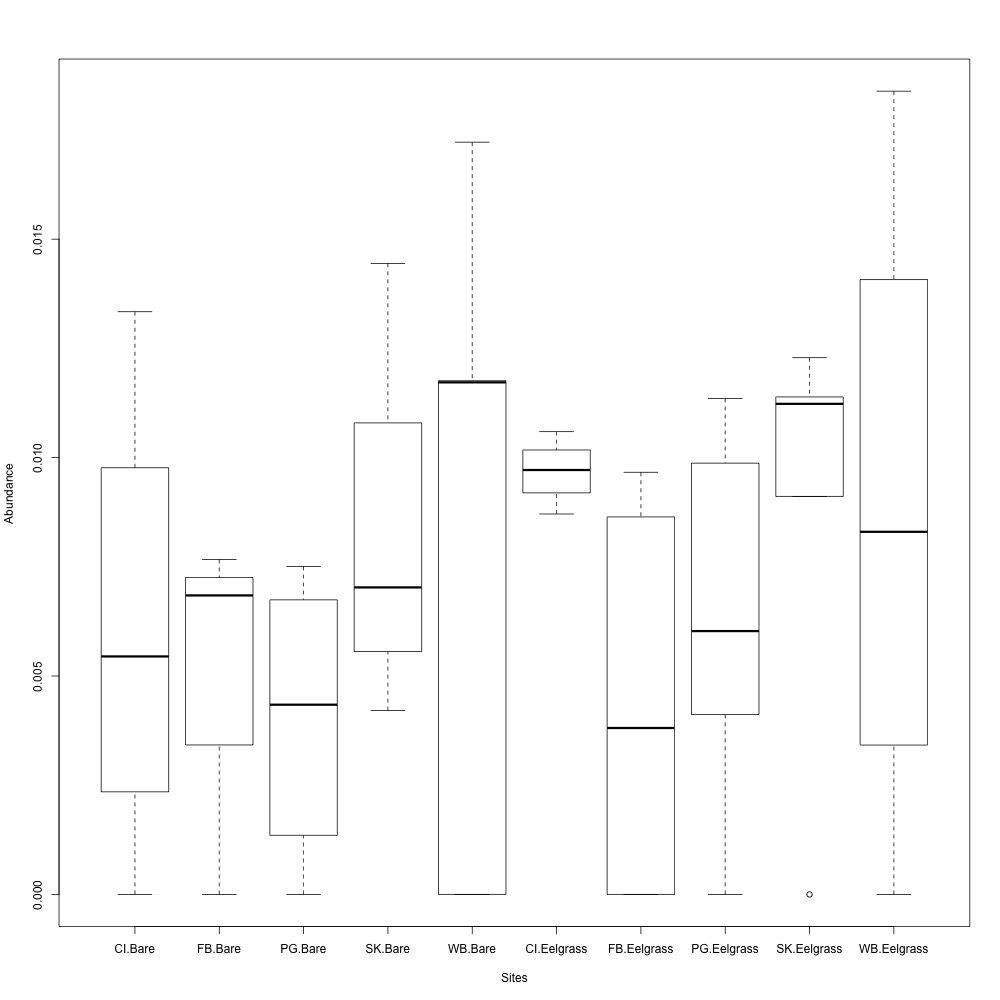 0.015
0.010
0.005
0.000
Abundance
CI.Bare FB.Bare PG.Bare SK.Bare WB.Bare CI.Eelgrass FB.Eelgrass PG.Eelgrass SK.Eelgrass WB.Eelgrass
Sites